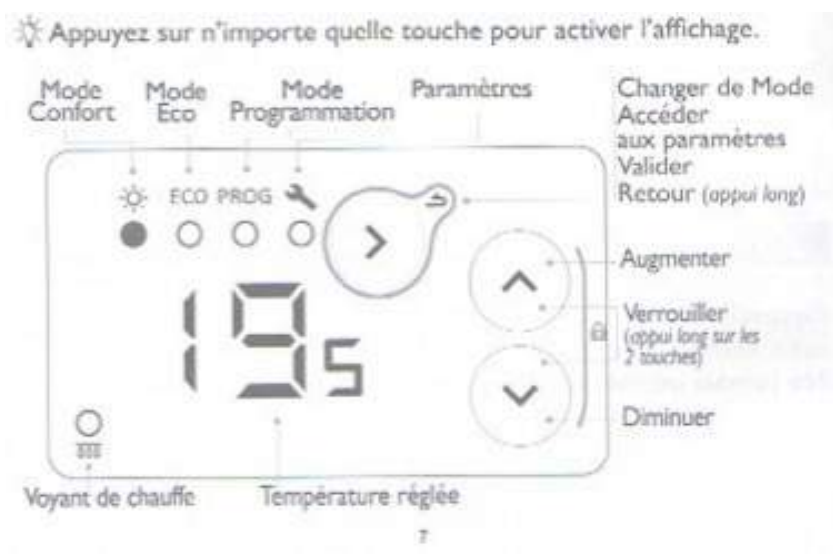 Appuyez sur n'importe quelle touche pour activer l'affichage.
Mode
Confort
Mode
Eco
Mode
Programmation
Paramètres
Changer de Mode
Accéder
aux paramètres
Valider
Retour (appui long)
ECO PROG
195
Augmenter
Verrouiller
(appui long sur les
2 touches)
Diminuer
Voyant de chauffe
Température réglée
7